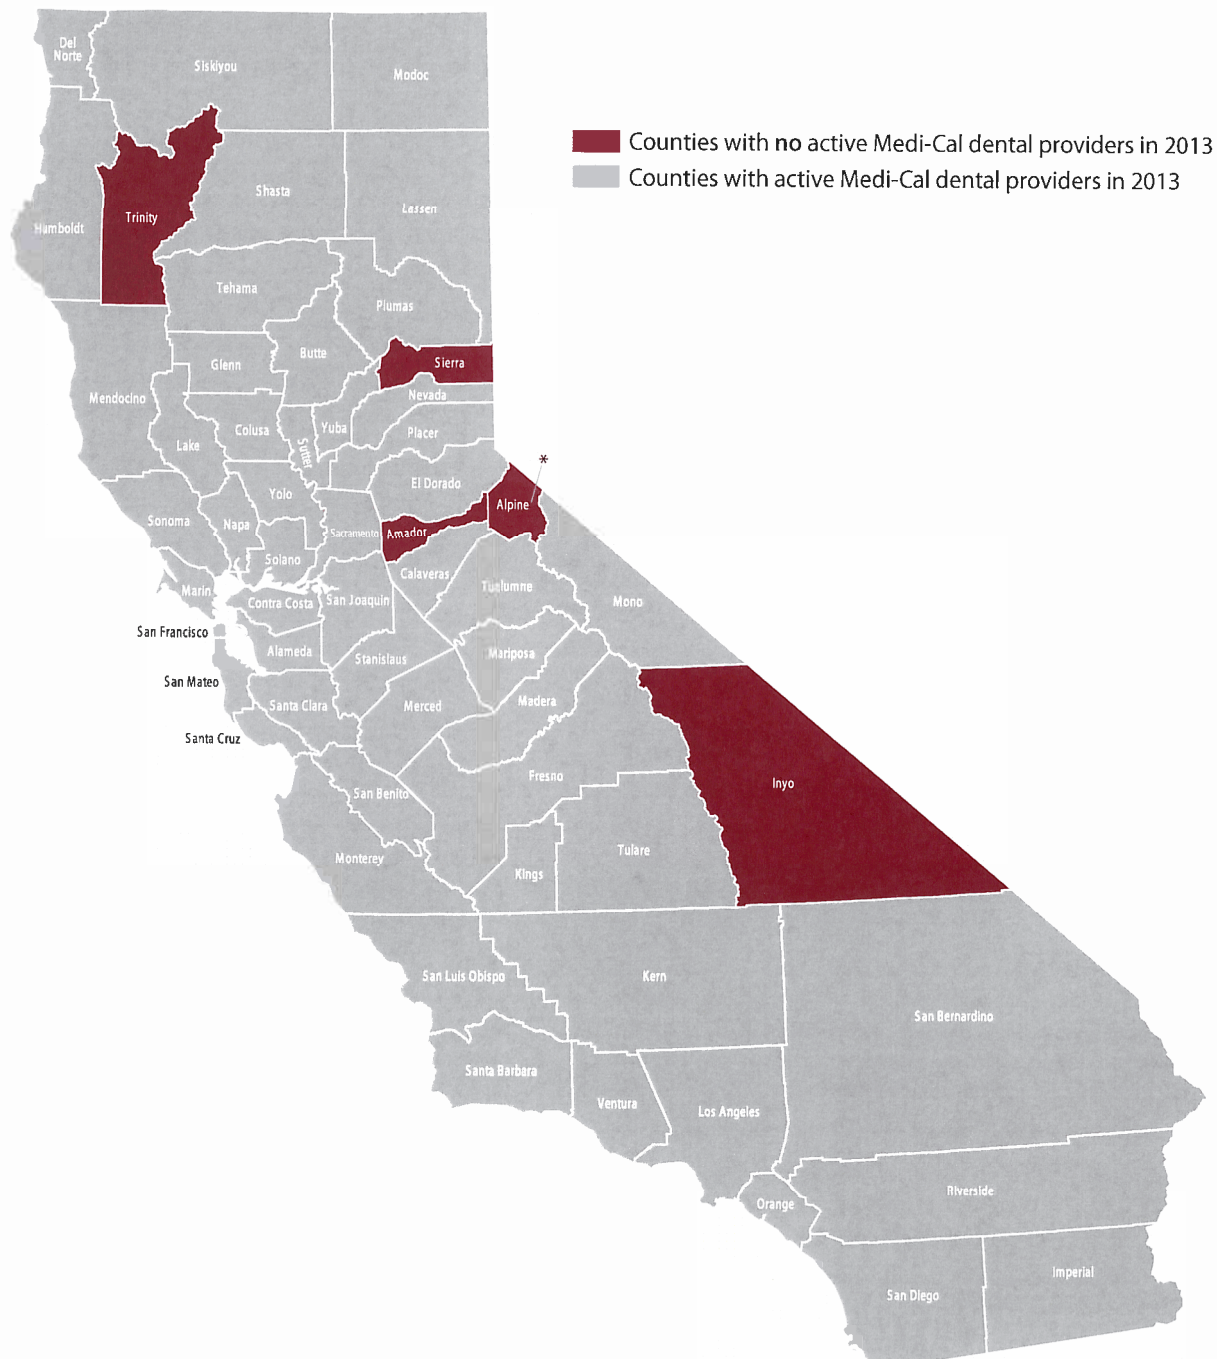 Del
Norte
Siskiyou
Modoc
Counties with no active Medi-Cal dental providers in 2013
Counties with active Medi-Cal dental providers in 2013
Trinity
Shasta
Lassen
Humboldt
Tehama
Plumas
Butte
Glenn
Sierra
Mendocino
Nevada
Colusa
Yuba
Placer
Lake
Sutter
*
El Dorado
Yolo
Alpine
Sonoma
Napa
Sacramento
Amador
Solano
Calaveras
Tuolumne
Marin
Contra Costa
San Joaquin
Mono
San Francisco
Alameda
Stanislaus
Mariposa
San Mateo
Santa Clara
Merced
Madera
Santa Cruz
Fresno
Inyo
San Benito
Monterey
Tulare
Kings
San Luis Obispo
Kern
San Bernardino
Santa Barbara
Ventura
Los Angeles
Riverside
Orange
Imperial
San Diego